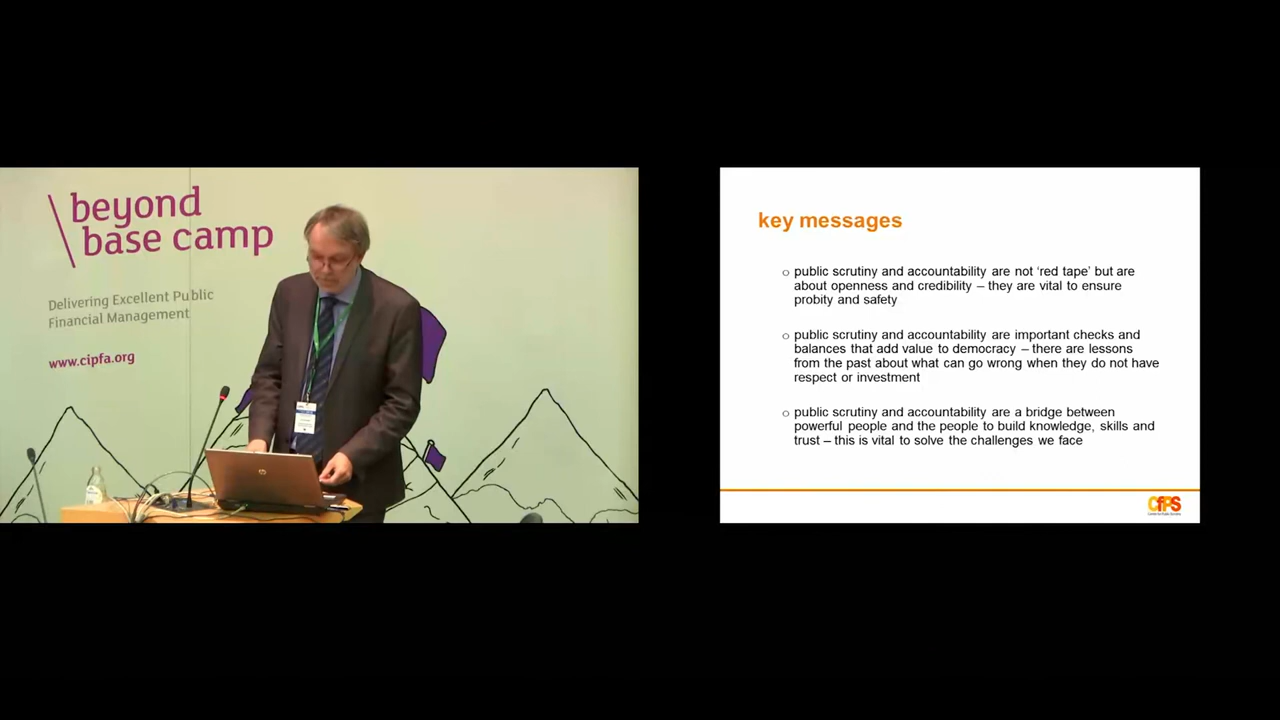 beyond
base camp
Delivering Excellent Public
Financial Management
www.cipfa.org
key messages
public scrutiny and accountability are not ‘red tape’ but are
about openness and credibility – they are vital to ensure
probity and safety
public scrutiny and accountability are important checks and
balances that add value to democracy – there are lessons
from the past about what can go wrong when they do not have
respect or investment
public scrutiny and accountability are a bridge between
powerful people and the people to build knowledge, skills and
trust – this is vital to solve the challenges we face
CfPS
Centre for Public Scrutiny